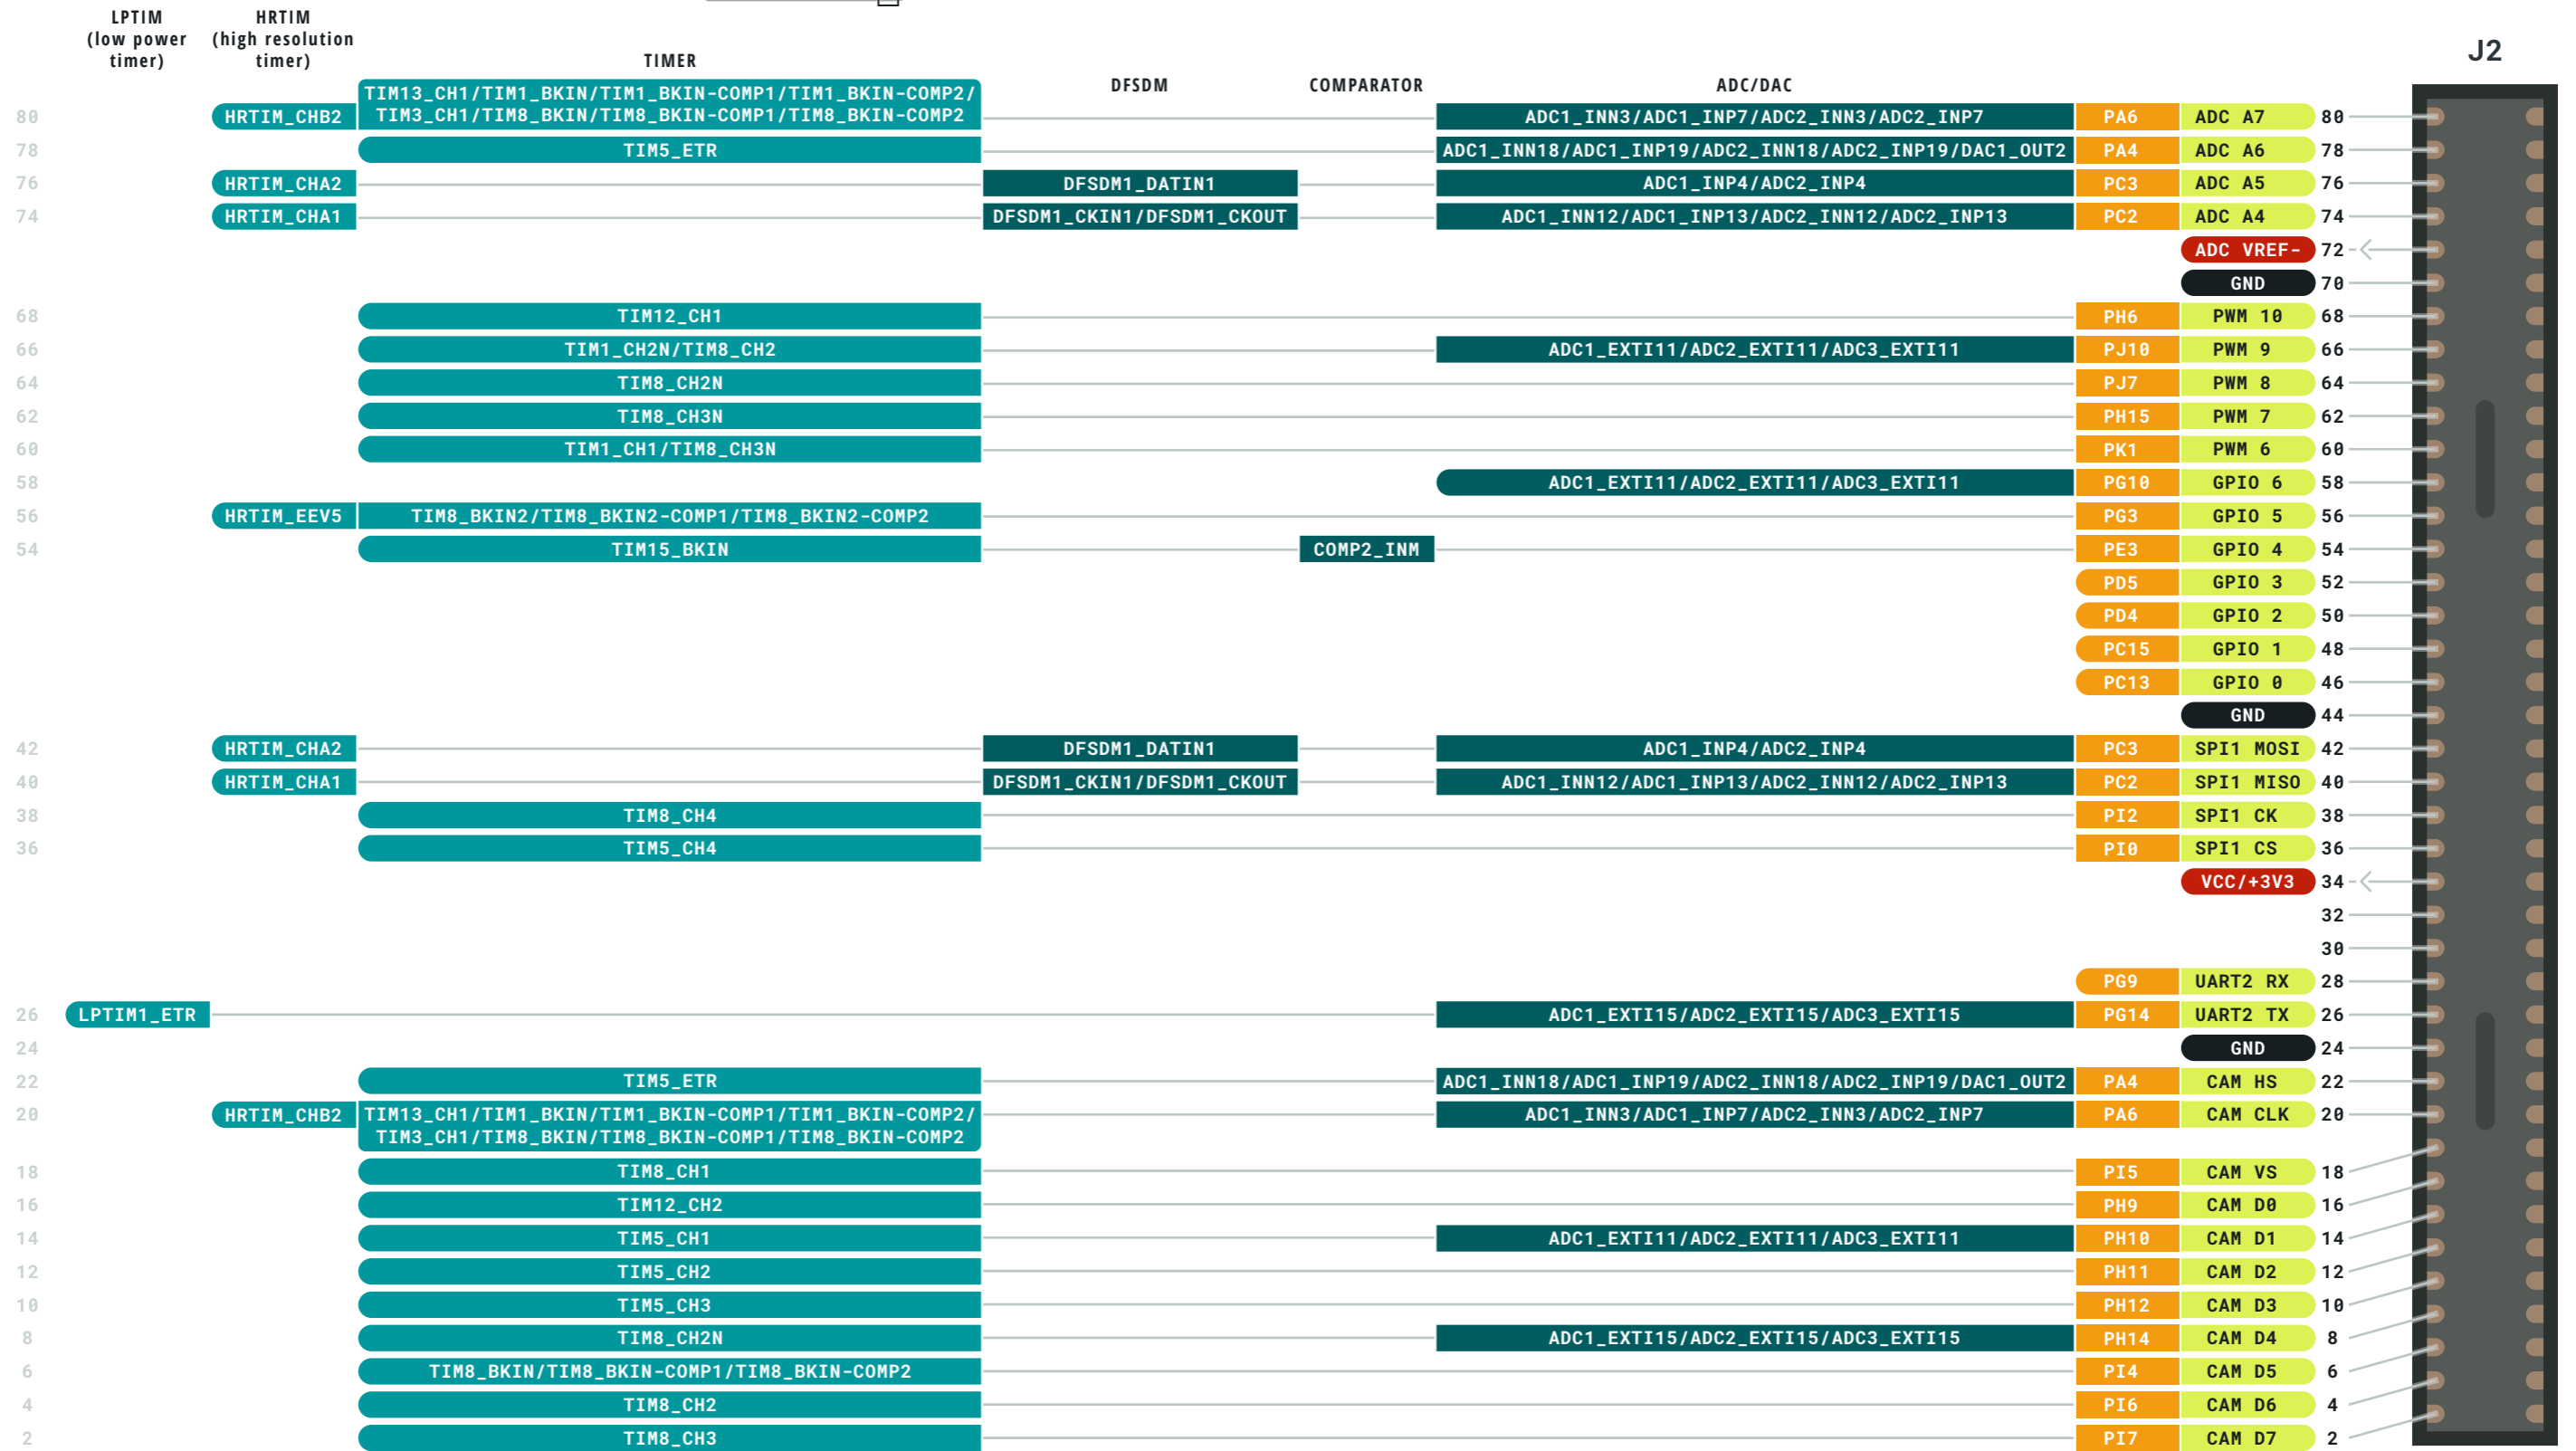 LPTIM
(low power
timer)
HRTIM
(high resolution
timer)
TIMER
DFSDM
COMPARATOR
ADC/DAC
J2
80 HRTIM_CHB2 TIM13_CH1/TIM1_BKIN/TIM1_BKIN-COMP1/TIM1_BKIN-COMP2/
TIM3_CH1/TIM8_BKIN/TIM8_BKIN-COMP1/TIM8_BKIN-COMP2 ADC1_INN3/ADC1_INP7/ADC2_INN3/ADC2_INP7 PA6 ADC A7 80
78 TIM5_ETR ADC1_INN18/ADC1_INP19/ADC2_INN18/ADC2_INP19/DAC1_OUT2 PA4 ADC A6 78
76 HRTIM_CHA2 DFSDM1_DATIN1 ADC1_INP4/ADC2_INP4 PC3 ADC A5 76
74 HRTIM_CHA1 DFSDM1_CKIN1/DFSDM1_CKOUT ADC1_INN12/ADC1_INP13/ADC2_INN12/ADC2_INP13 PC2 ADC A4 74
ADC VREF- 72
GND 70
68 TIM12_CH1 PH6 PWM 10 68
66 TIM1_CH2N/TIM8_CH2 ADC1_EXTI11/ADC2_EXTI11/ADC3_EXTI11 PJ10 PWM 9 66
64 TIM8_CH2N PJ7 PWM 8 64
62 TIM8_CH3N PH15 PWM 7 62
60 TIM1_CH1/TIM8_CH3N PK1 PWM 6 60
58 ADC1_EXTI11/ADC2_EXTI11/ADC3_EXTI11 PG10 GPIO 6 58
56 HRTIM_EEV5 TIM8_BKIN2/TIM8_BKIN2-COMP1/TIM8_BKIN2-COMP2 PG3 GPIO 5 56
54 TIM15_BKIN COMP2_INM PE3 GPIO 4 54
PD5 GPIO 3 52
PD4 GPIO 2 50
PC15 GPIO 1 48
PC13 GPIO 0 46
GND 44
42 HRTIM_CHA2 DFSDM1_DATIN1 ADC1_INP4/ADC2_INP4 PC3 SPI1 MOSI 42
40 HRTIM_CHA1 DFSDM1_CKIN1/DFSDM1_CKOUT ADC1_INN12/ADC1_INP13/ADC2_INN12/ADC2_INP13 PC2 SPI1 MISO 40
38 TIM8_CH4 PI2 SPI1 CK 38
36 TIM5_CH4 PI0 SPI1 CS 36
VCC/+3V3 34
32
30
PG9 UART2 RX 28
26 LPTIM1_ETR ADC1_EXTI15/ADC2_EXTI15/ADC3_EXTI15 PG14 UART2 TX 26
24 GND 24
22 TIM5_ETR ADC1_INN18/ADC1_INP19/ADC2_INN18/ADC2_INP19/DAC1_OUT2 PA4 CAM HS 22
20 HRTIM_CHB2 TIM13_CH1/TIM1_BKIN/TIM1_BKIN-COMP1/TIM1_BKIN-COMP2/ ADC1_INN3/ADC1_INP7/ADC2_INN3/ADC2_INP7 PA6 CAM CLK 20
TIM3_CH1/TIM8_BKIN/TIM8_BKIN-COMP1/TIM8_BKIN-COMP2
18 TIM8_CH1 PI5 CAM VS 18
16 TIM12_CH2 PH9 CAM D0 16
14 TIM5_CH1 ADC1_EXTI11/ADC2_EXTI11/ADC3_EXTI11 PH10 CAM D1 14
12 TIM5_CH2 PH11 CAM D2 12
10 TIM5_CH3 PH12 CAM D3 10
8 TIM8_CH2N ADC1_EXTI15/ADC2_EXTI15/ADC3_EXTI15 PH14 CAM D4 8
6 TIM8_BKIN/TIM8_BKIN-COMP1/TIM8_BKIN-COMP2 PI4 CAM D5 6
4 TIM8_CH2 PI6 CAM D6 4
2 TIM8_CH3 PI7 CAM D7 2